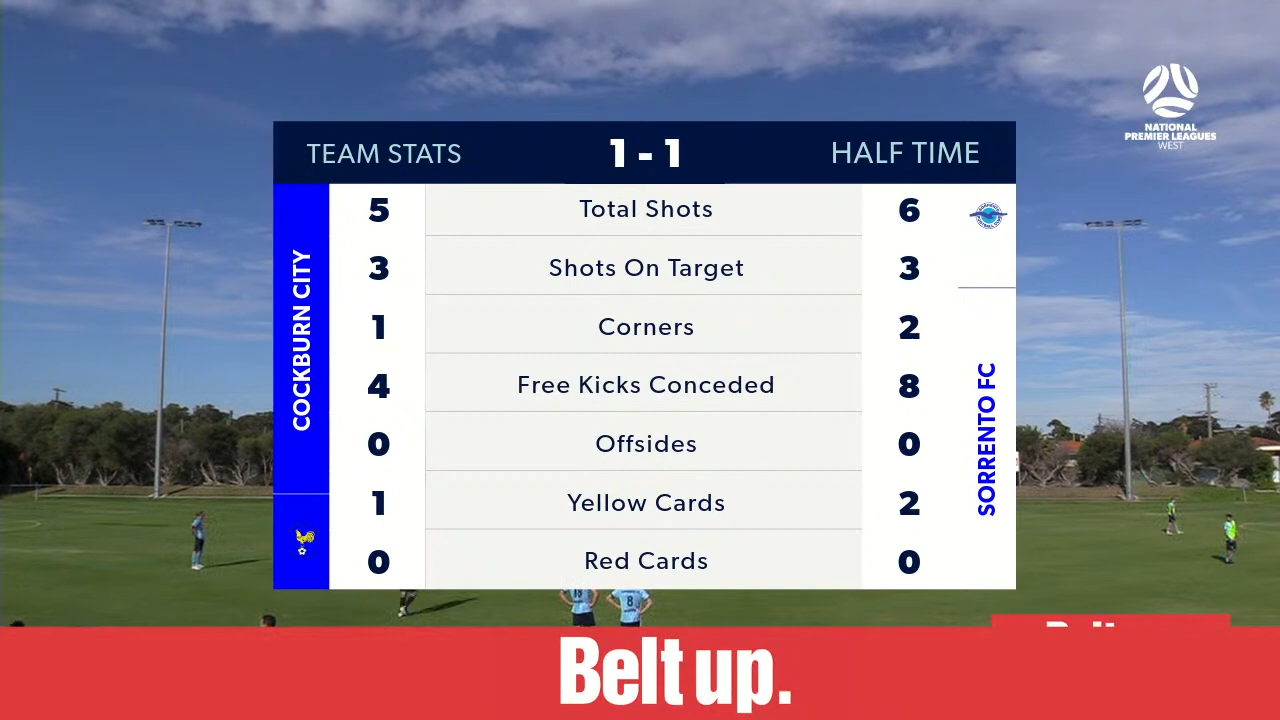 NATIONAL
PREMIER LEAGUES
WEST
TEAM STATS 1 - 1 HALF TIME
COCKBURN CITY
SORRENTO FC
5 Total Shots 6
3 Shots On Target 3
1 Corners 2
4 Free Kicks Conceded 8
0 Offsides 0
1 Yellow Cards 2
0 Red Cards 0
18
8
Belt up.